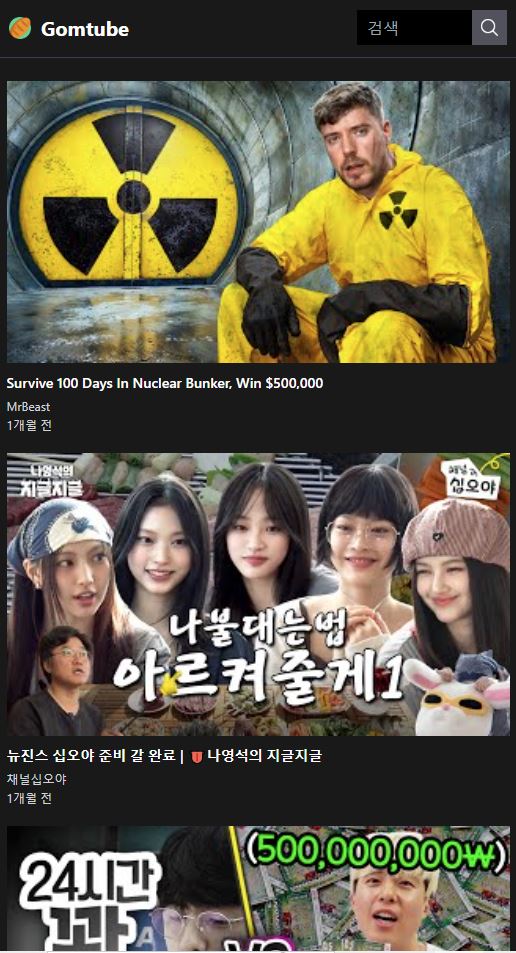 Gomtube
검색
Survive 100 Days In Nuclear Bunker, Win $500,000
MrBeast
1개월 전
나영석의
지글지글
채널
십오야
나불대는법
아르켜줄게1
뉴진스 십오야 준비 갈 완료 | 나영석의 지글지글
채널십오야
1개월 전
24시간
(500,000,000₩)
VS